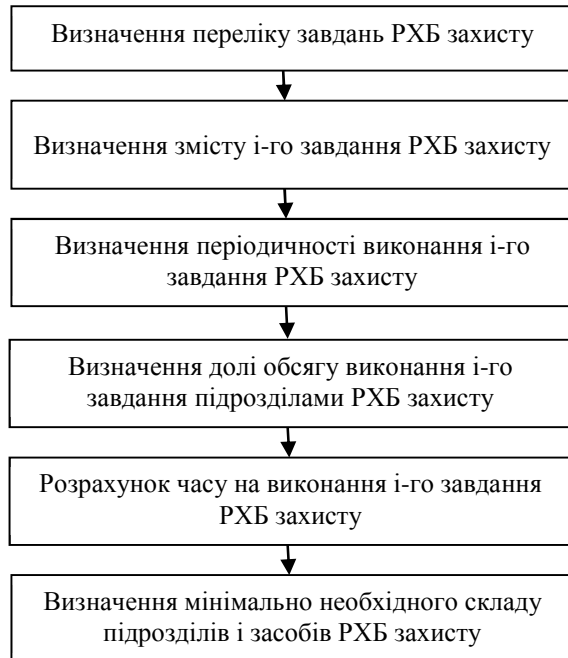 Визначення переліку завдань РХБ захисту
Визначення змісту і-го завдання РХБ захисту
Визначення періодичності виконання і-го
завдання РХБ захисту
Визначення долі обсягу виконання і-го
завдання підрозділами РХБ захисту
Розрахунок часу на виконання і-го завдання
РХБ захисту
Визначення мінімально необхідного складу
підрозділів і засобів РХБ захисту